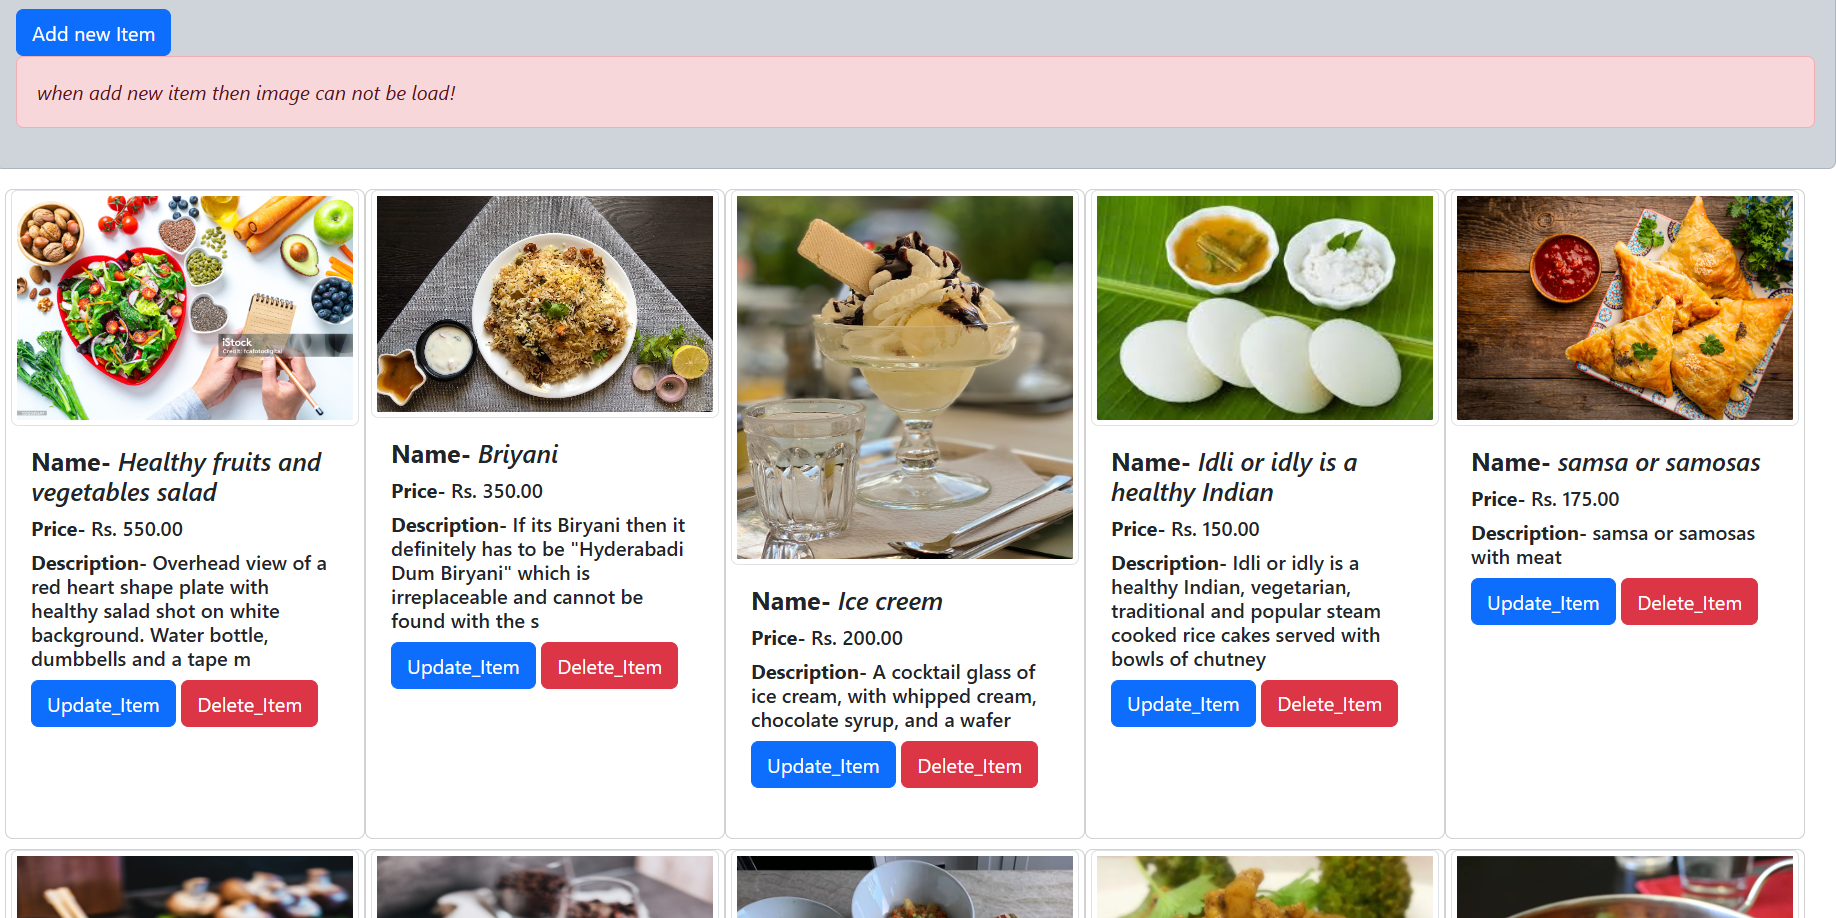 Add new Item
when add new item then image can not be load!
iStock
Name- Healthy fruits and
vegetables salad
Price- Rs. 550.00
Description- Overhead view of a
red heart shape plate with
healthy salad shot on white
background. Water bottle,
dumbbells and a tape m
Update_Item Delete_Item
Name- Briyani
Price- Rs. 350.00
Description- If its Biryani then it
definitely has to be "Hyderabadi
Dum Biryani" which is
irreplaceable and cannot be
found with the s
Update_Item Delete_Item
Name- Ice creem
Price- Rs. 200.00
Description- A cocktail glass of
ice cream, with whipped cream,
chocolate syrup, and a wafer
Update_Item Delete_Item
Name- Idli or idly is a
healthy Indian
Price- Rs. 150.00
Description- Idli or idly is a
healthy Indian, vegetarian,
traditional and popular steam
cooked rice cakes served with
bowls of chutney
Update_Item Delete_Item
Name- samsa or samosas
Price- Rs. 175.00
Description- samsa or samosas
with meat
Update_Item Delete_Item